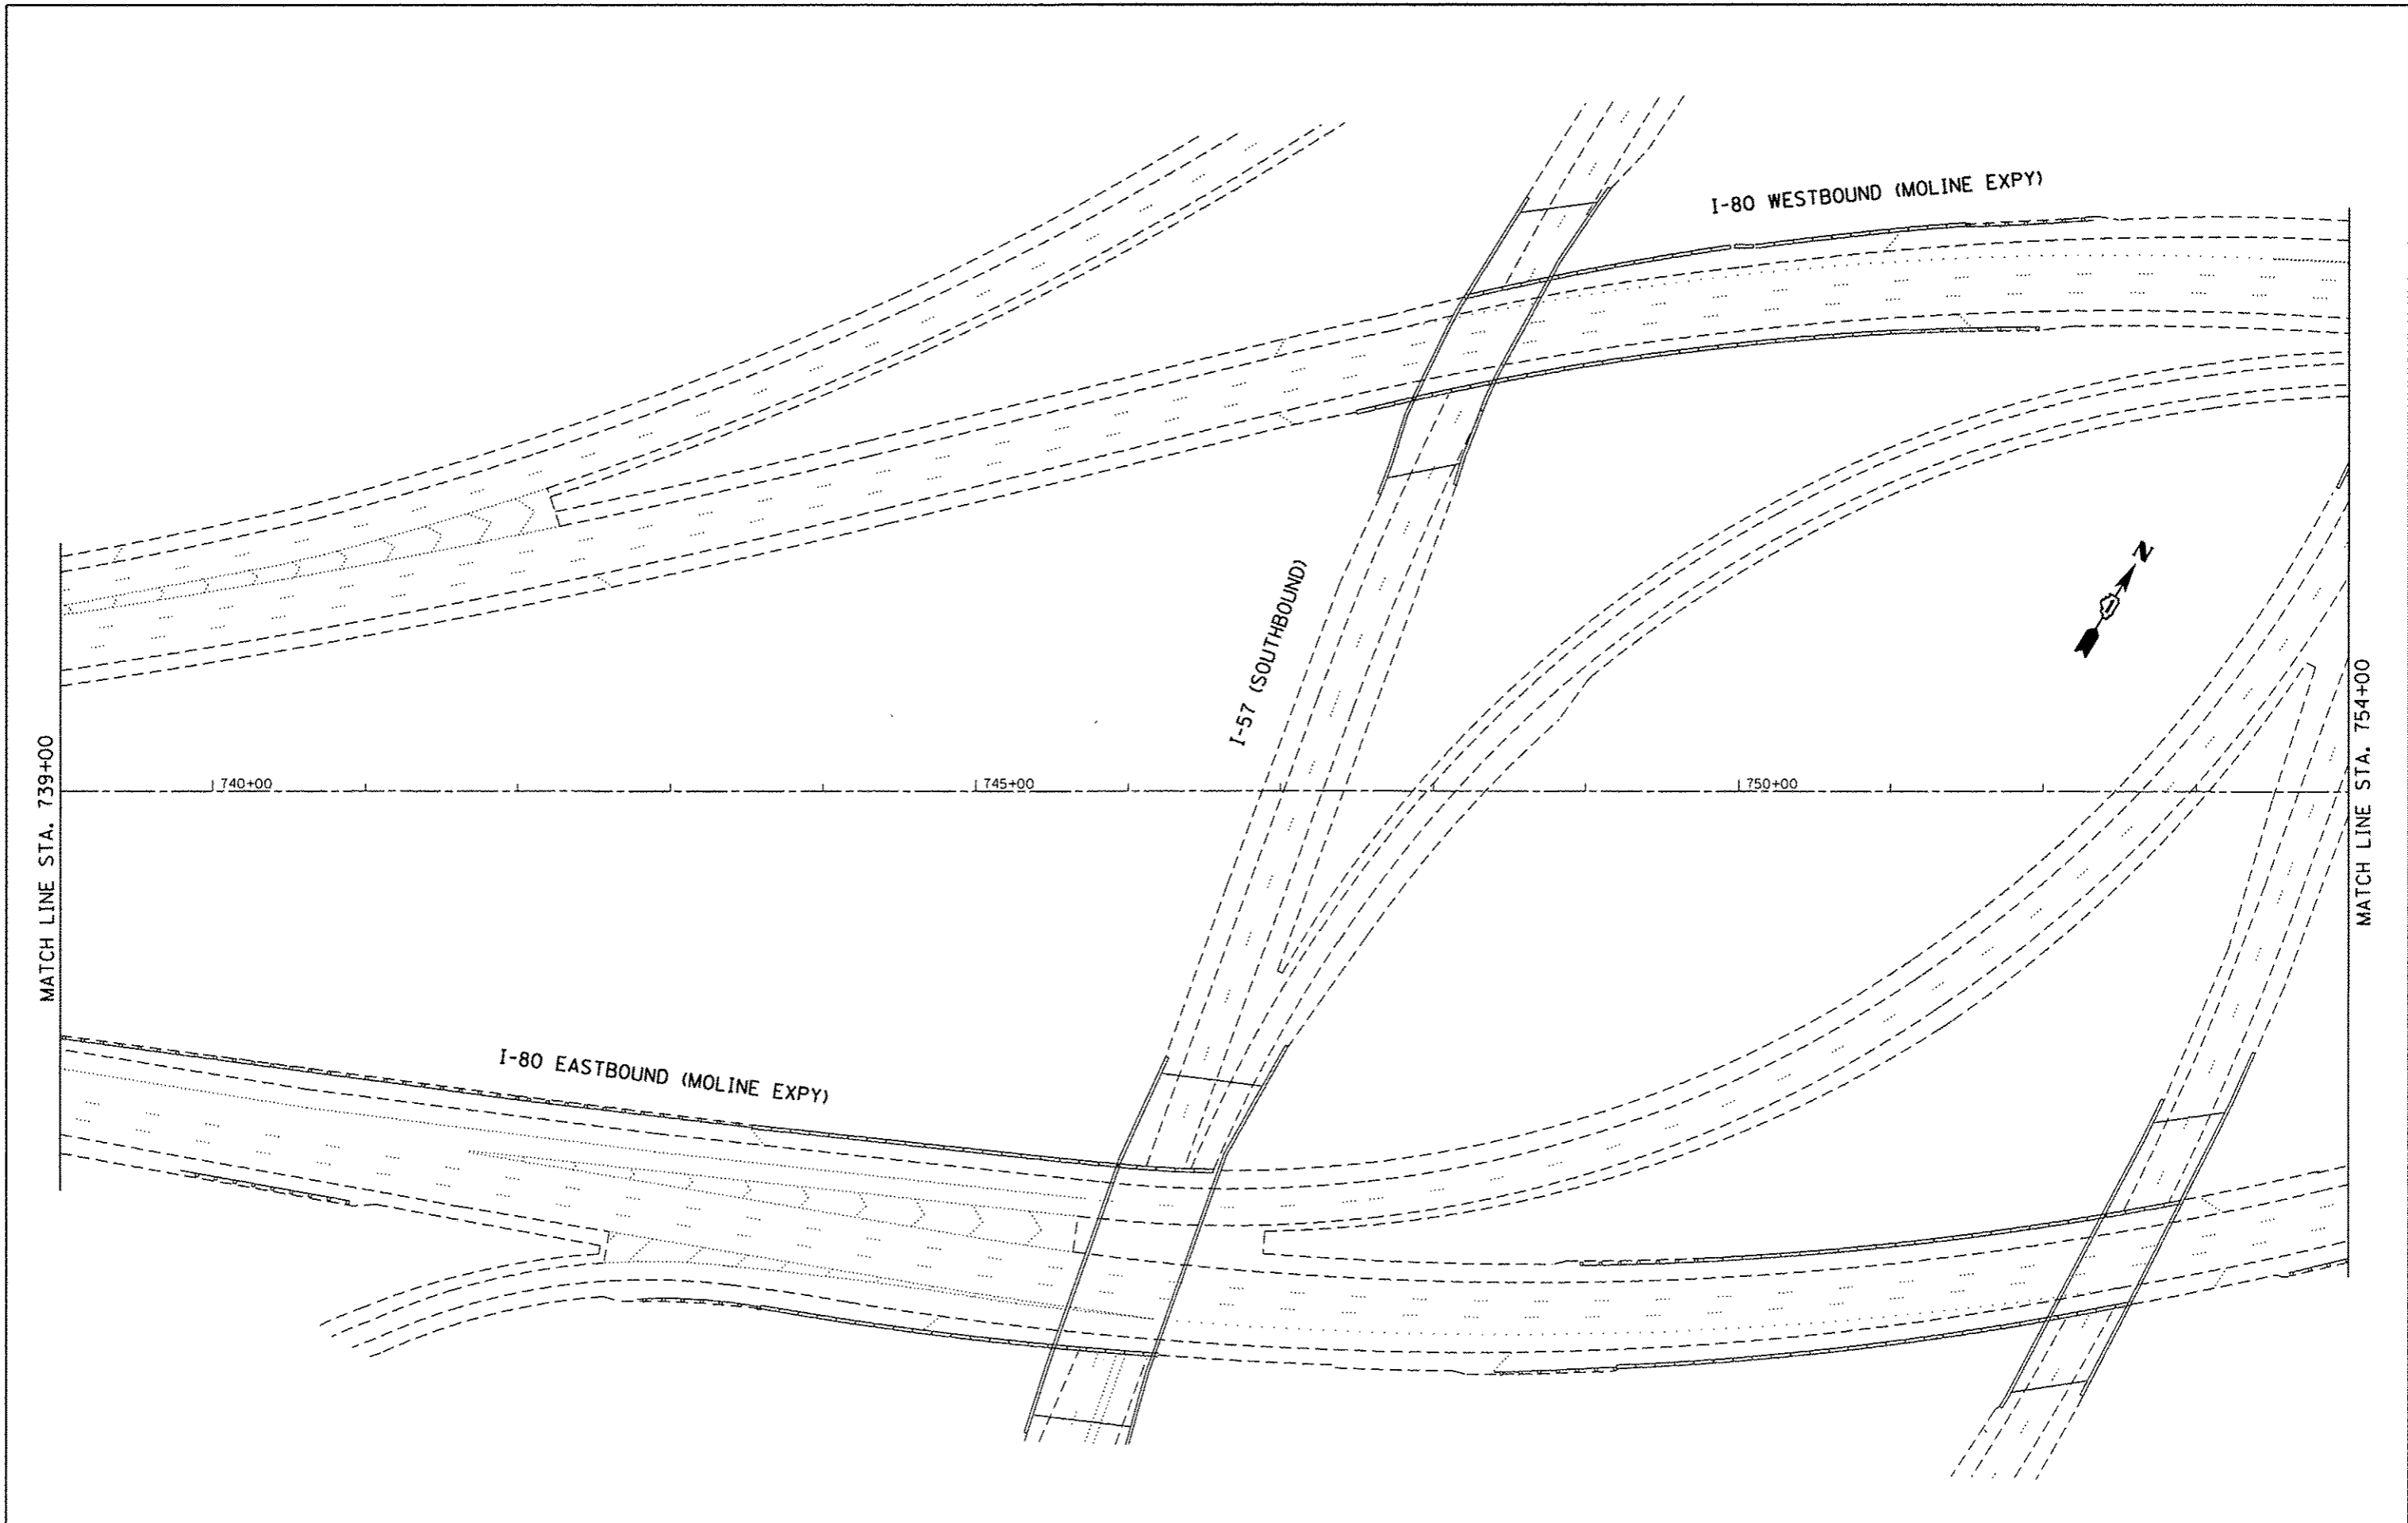 I-80 WESTBOUND (MOLINE EXPY)
N
I-57 (SOUTHBOUND)
MATCH LINE STA. 739+00
740+00
745+00
750+00
MATCH LINE STA. 754+00
I-80 EASTBOUND (MOLINE EXPY)